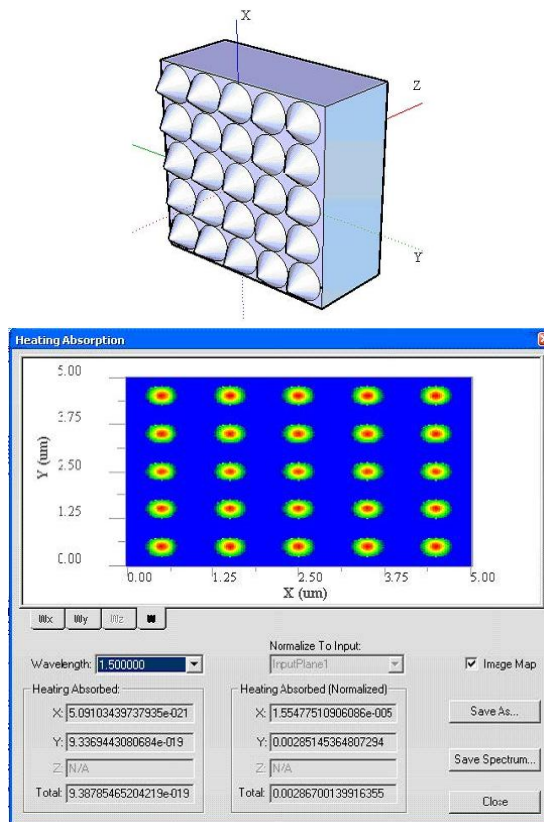 X
Z
Y
Heating Absorption
5.00
3.75
2.50
1.25
0.00
Y (um)
0.00 1.25 2.50 3.75 5.00
X (um)
Wx Wy Wz W
Wavelength: 1.500000
Normalize To Input:
InputPlane1
Image Map
Heating Absorbed:
X: 5.09103439737935e-021
Y: 9.3369443080684e-019
Z: N/A
Total: 9.38785465204219e-019
Heating Absorbed (Normalized)
X: 1.55477510906086e-005
Y: 0.00285145364807294
Z: N/A
Total: 0.00286700139916355
Save As...
Save Spectrum...
Close